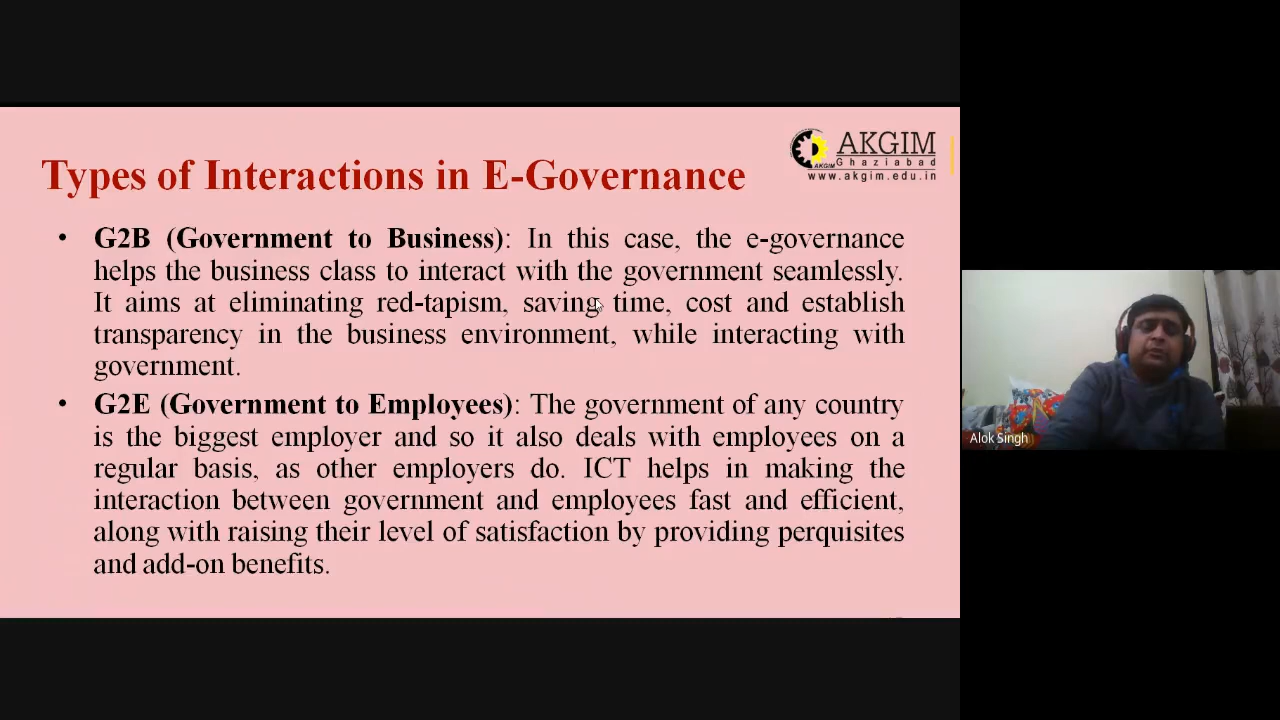 AKGIM
Ghaziabad
AKGIM
www.akgim.edu.in
Types of Interactions in E-Governance
• G2B (Government to Business): In this case, the e-governance
helps the business class to interact with the government seamlessly.
It aims at eliminating red-tapism, saving time, cost and establish
transparency in the business environment, while interacting with
government.
• G2E (Government to Employees): The government of any country
is the biggest employer and so it also deals with employees on a
regular basis, as other employers do. ICT helps in making the
interaction between government and employees fast and efficient,
along with raising their level of satisfaction by providing perquisites
and add-on benefits.
Alok Singh